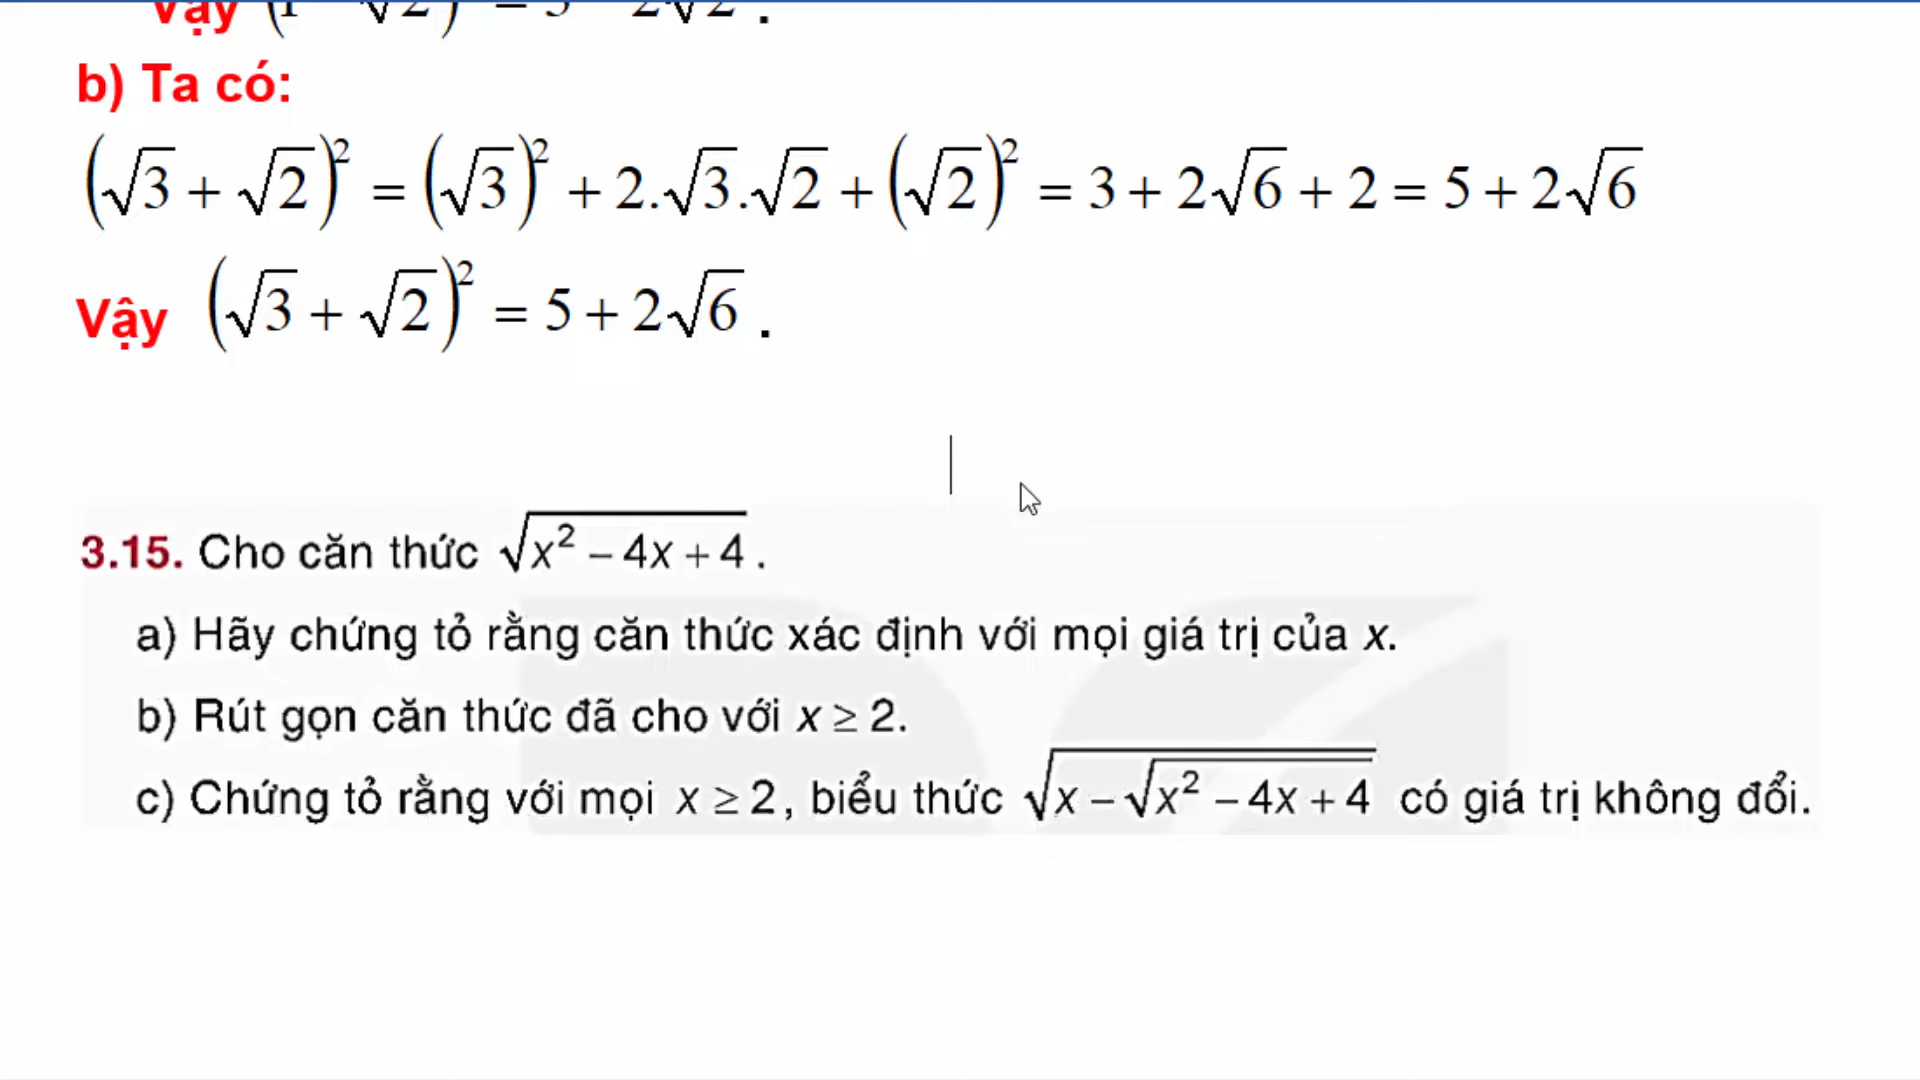 Vậy
b) Ta có:
(√3 + √2)² = (√3)² + 2.√3.√2 + (√2)² = 3 + 2√6 + 2 = 5 + 2√6
Vậy (√3 + √2)² = 5 + 2√6 .
3.15. Cho căn thức √(x² − 4x + 4) .
a) Hãy chứng tỏ rằng căn thức xác định với mọi giá trị của x.
b) Rút gọn căn thức đã cho với x ≥ 2.
c) Chứng tỏ rằng với mọi x ≥ 2, biểu thức √(x − √(x² − 4x + 4)) có giá trị không đổi.